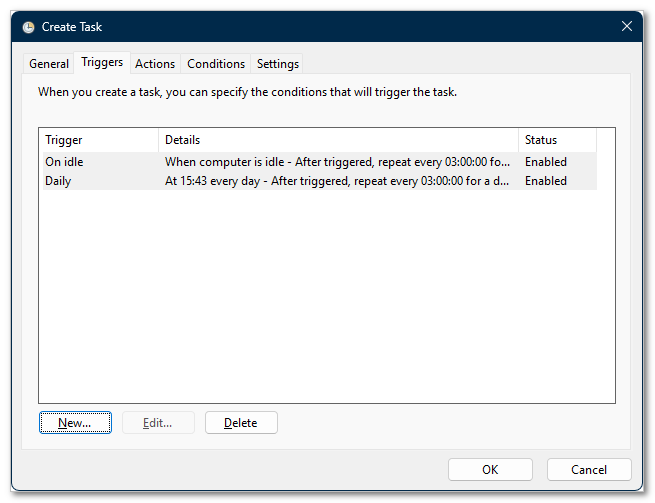 Create Task
General Triggers Actions Conditions Settings
When you create a task, you can specify the conditions that will trigger the task.
Trigger Details Status
On idle When computer is idle - After triggered, repeat every 03:00:00 fo... Enabled
Daily At 15:43 every day - After triggered, repeat every 03:00:00 for a d... Enabled
New... Edit... Delete
OK Cancel